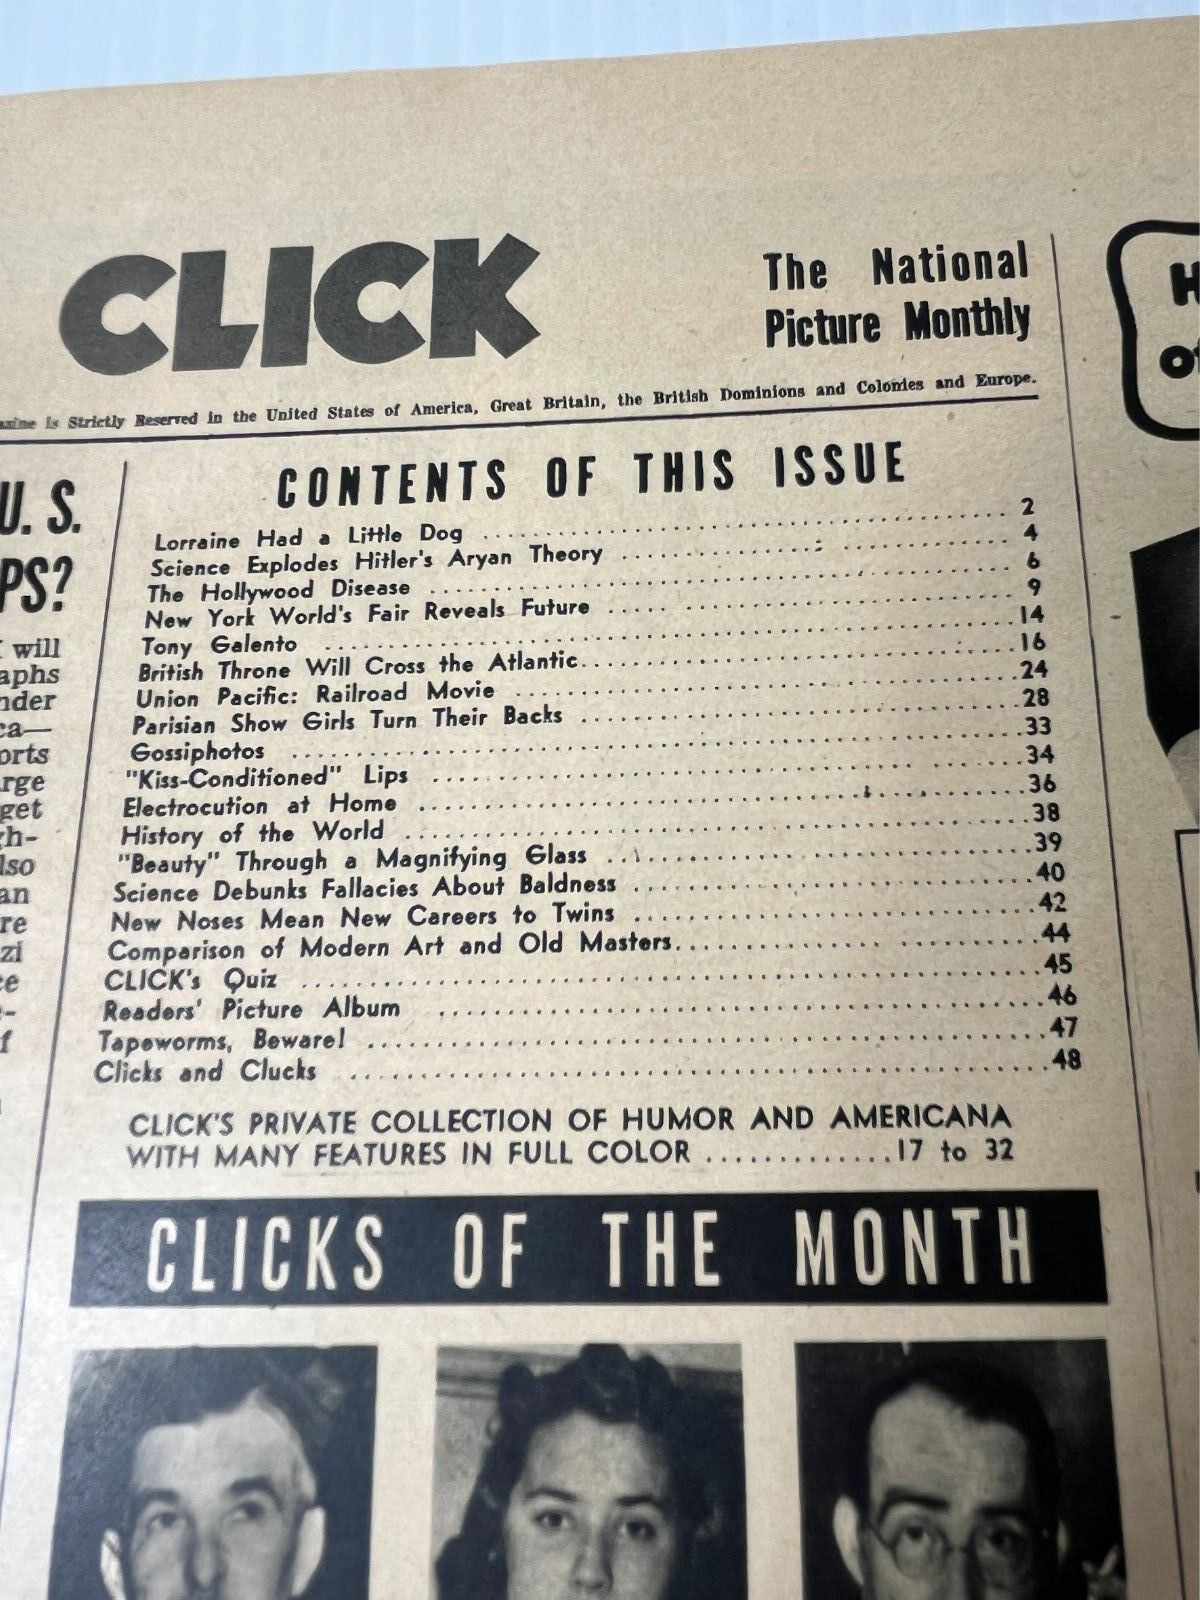 CLICK
The National
Picture Monthly
is Strictly Reserved in the United States of America, Great Britain, the British Dominions and Colonies and Europe.
U. S.
PS?
will
aphs
nder
ca—
orts
rge
get
gh-
lso
an
re
zi
ce
e-
f
CONTENTS OF THIS ISSUE
Lorraine Had a Little Dog 2
Science Explodes Hitler's Aryan Theory 4
The Hollywood Disease 6
New York World's Fair Reveals Future 9
Tony Galento 14
British Throne Will Cross the Atlantic 16
Union Pacific: Railroad Movie 24
Parisian Show Girls Turn Their Backs 28
Gossiphotos 33
"Kiss-Conditioned" Lips 34
Electrocution at Home 36
History of the World 38
"Beauty" Through a Magnifying Glass 39
Science Debunks Fallacies About Baldness 40
New Noses Mean New Careers to Twins 42
Comparison of Modern Art and Old Masters 44
CLICK's Quiz 45
Readers' Picture Album 46
Tapeworms, Beware! 47
Clicks and Clucks 48
CLICK'S PRIVATE COLLECTION OF HUMOR AND AMERICANA
WITH MANY FEATURES IN FULL COLOR 17 to 32
CLICKS OF THE MONTH